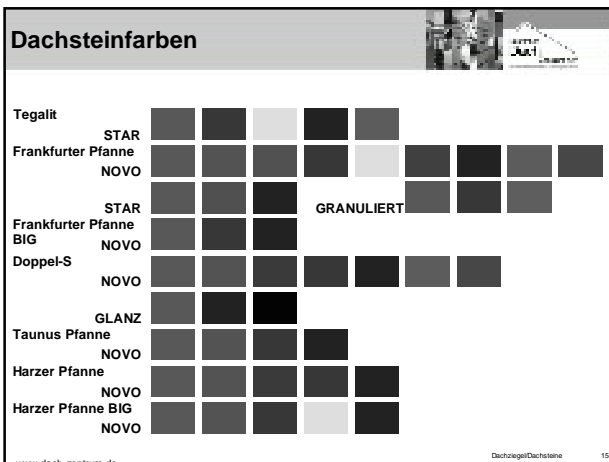 Dachsteinfarben
Tegalit
STAR
Frankfurter Pfanne
NOVO
STAR
GRANULIERT
Frankfurter Pfanne
BIG
NOVO
Doppel-S
NOVO
GLANZ
Taunus Pfanne
NOVO
Harzer Pfanne
NOVO
Harzer Pfanne BIG
NOVO
Dachziegel/Dachsteine 15